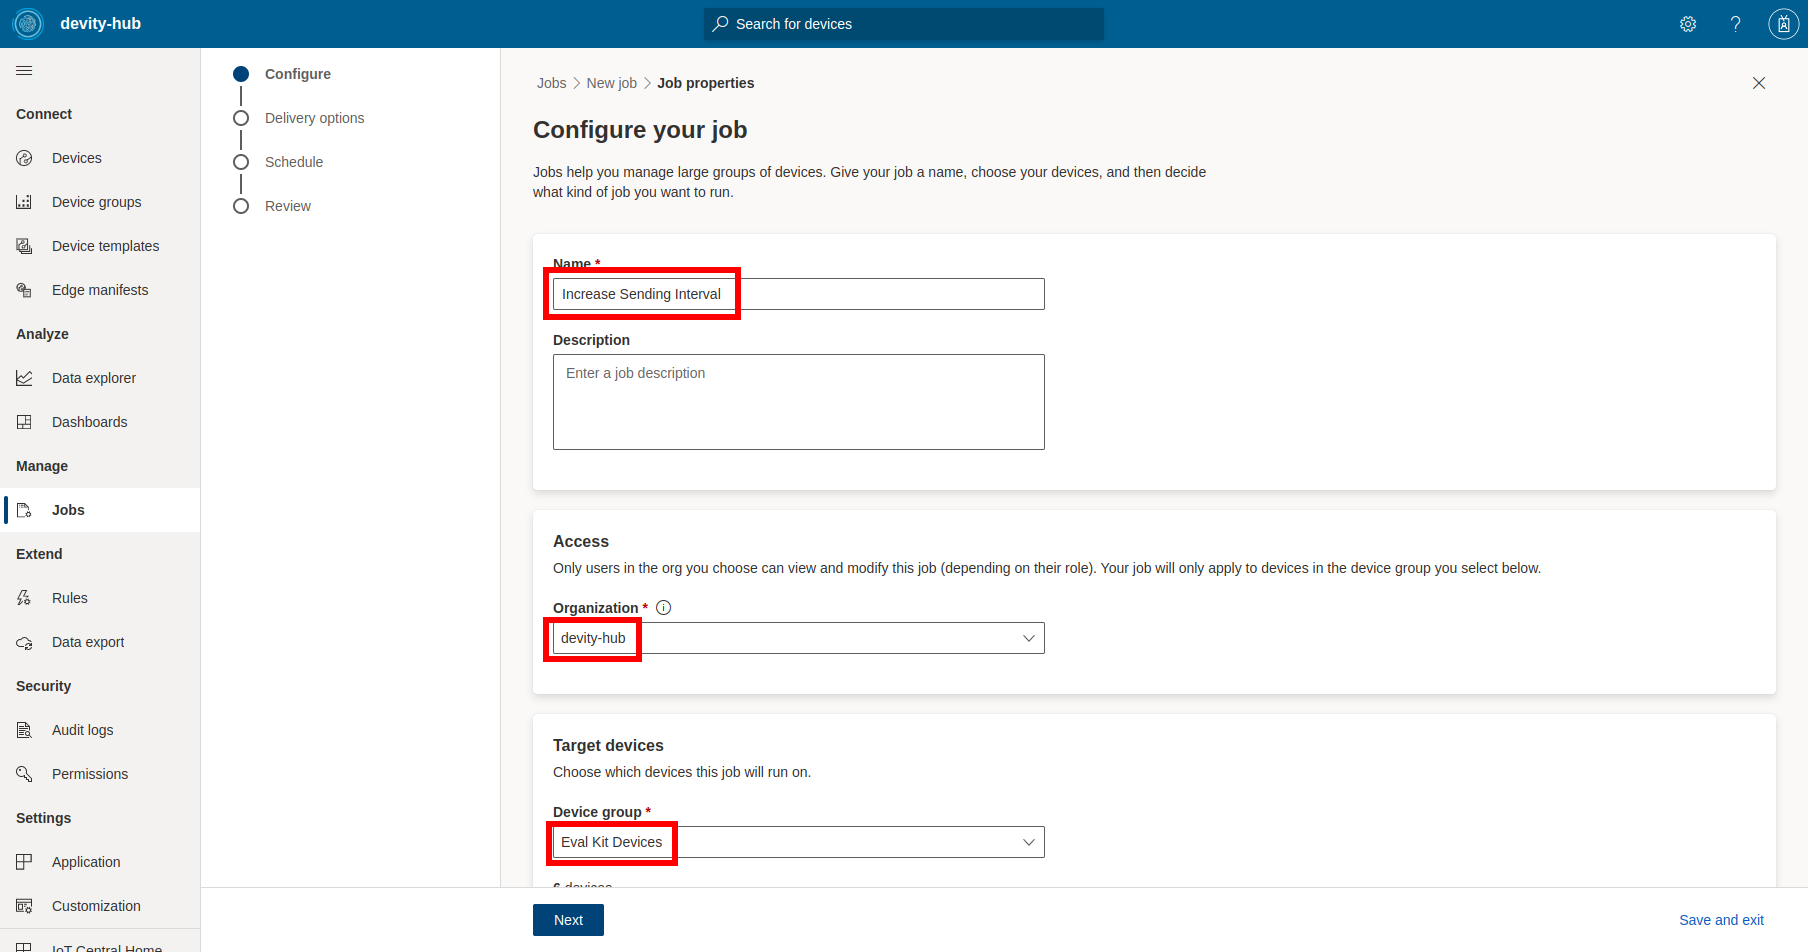 devity-hub
Search for devices
Connect
Devices
Device groups
Device templates
Edge manifests
Analyze
Data explorer
Dashboards
Manage
Jobs
Extend
Rules
Data export
Security
Audit logs
Permissions
Settings
Application
Customization
IoT Central Home
Configure
Delivery options
Schedule
Review
Jobs > New job > Job properties
Configure your job
Jobs help you manage large groups of devices. Give your job a name, choose your devices, and then decide
what kind of job you want to run.
Name *
Increase Sending Interval
Description
Enter a job description
Access
Only users in the org you choose can view and modify this job (depending on their role). Your job will only apply to devices in the device group you select below.
Organization *
devity-hub
Target devices
Choose which devices this job will run on.
Device group *
Eval Kit Devices
6 devices
Next
Save and exit